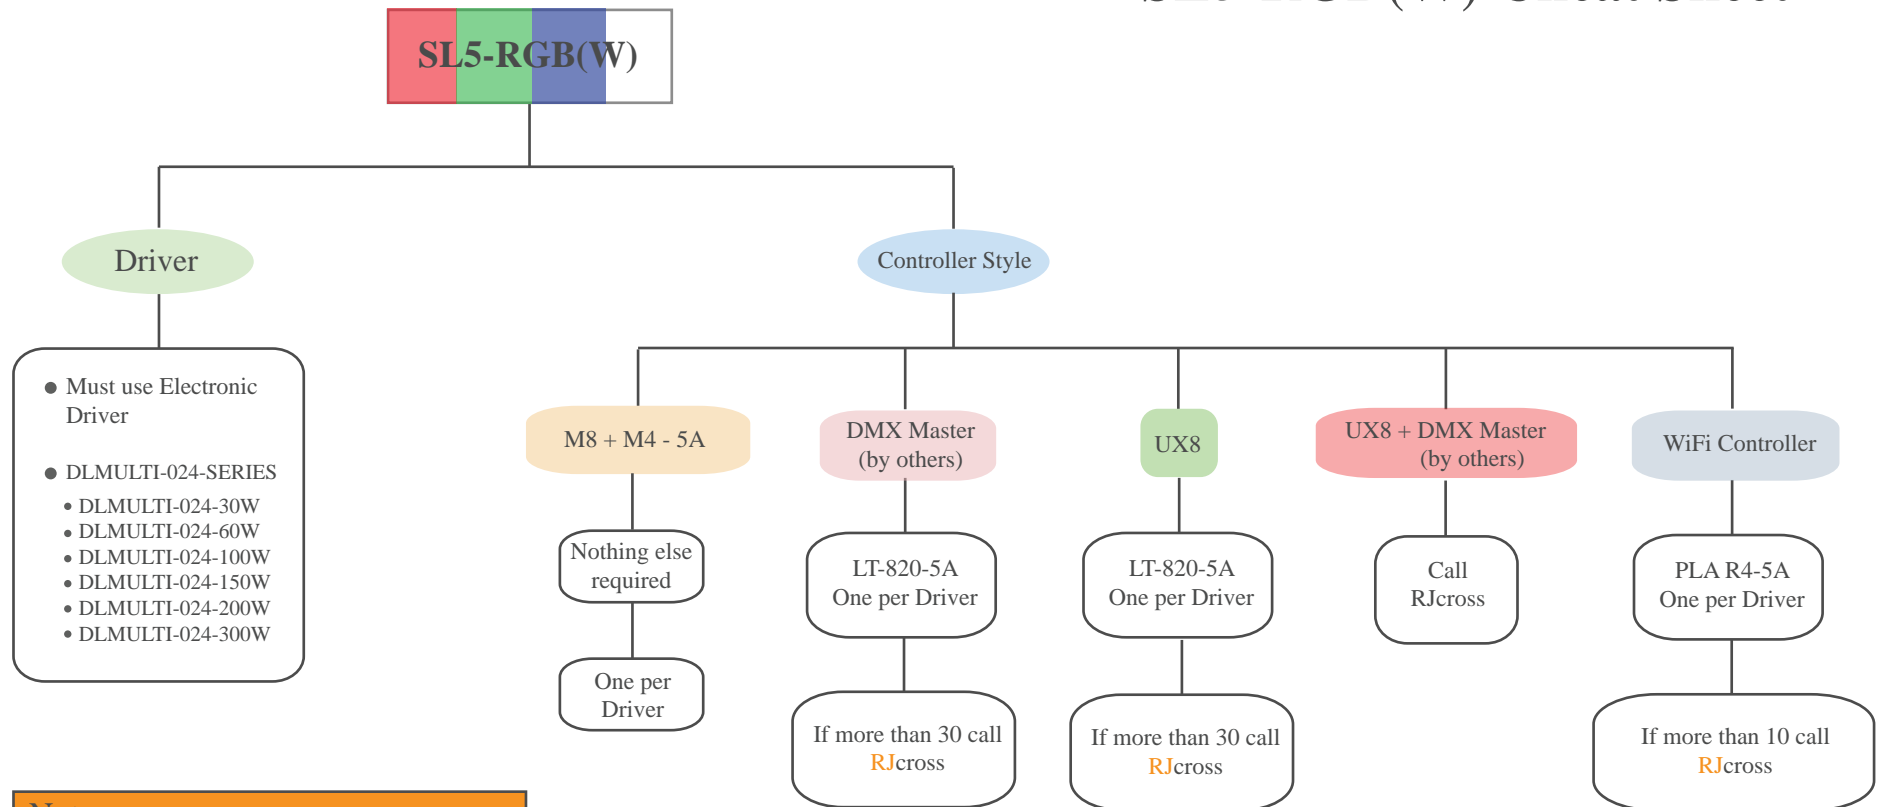 SL5-RGB(W)
Driver
Controller Style
Must use Electronic
Driver
DLMULTI-024-SERIES
DLMULTI-024-30W
DLMULTI-024-60W
DLMULTI-024-100W
DLMULTI-024-150W
DLMULTI-024-200W
DLMULTI-024-300W
M8 + M4 - 5A
Nothing else
required
One per
Driver
DMX Master
(by others)
LT-820-5A
One per Driver
If more than 30 call
RJcross
UX8
LT-820-5A
One per Driver
If more than 30 call
RJcross
UX8 + DMX Master
(by others)
Call
RJcross
WiFi Controller
PLA R4-5A
One per Driver
If more than 10 call
RJcross